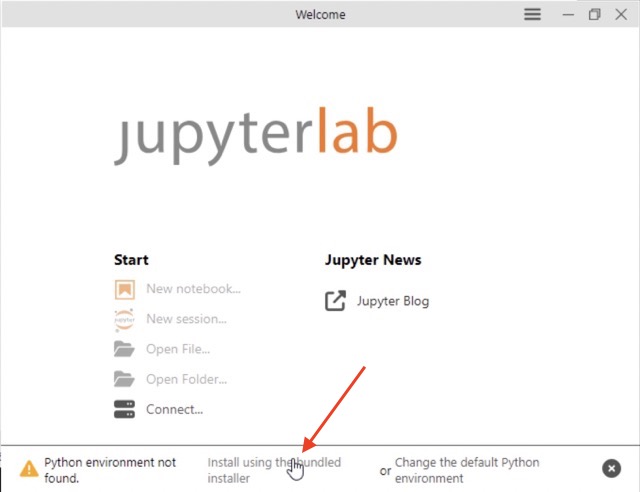 Welcome
jupyterlab
Start
New notebook...
New session...
Open File...
Open Folder...
Connect...
Jupyter News
Jupyter Blog
Python environment not
found.
Install using the bundled
installer
or
Change the default Python
environment